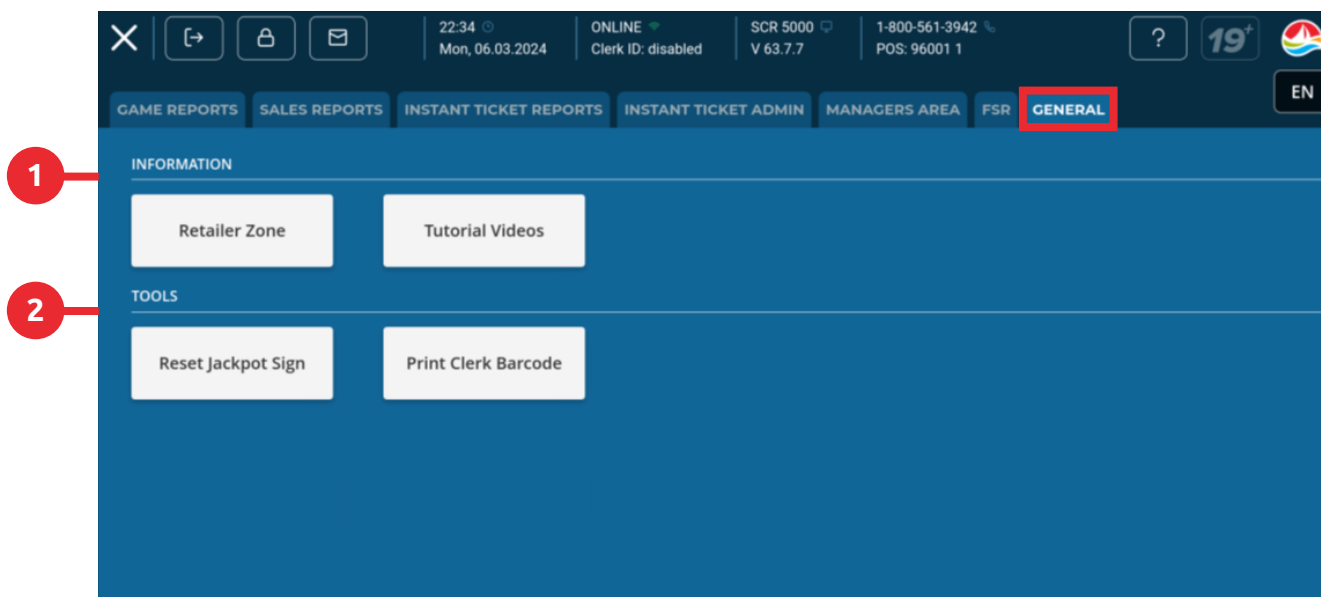 22:34 ONLINE SCR 5000 1-800-561-3942
Mon, 06.03.2024 Clerk ID: disabled V 63.7.7 POS: 96001 1
? 19+
EN
GAME REPORTS SALES REPORTS INSTANT TICKET REPORTS INSTANT TICKET ADMIN MANAGERS AREA FSR GENERAL
1
INFORMATION
Retailer Zone Tutorial Videos
2
TOOLS
Reset Jackpot Sign Print Clerk Barcode